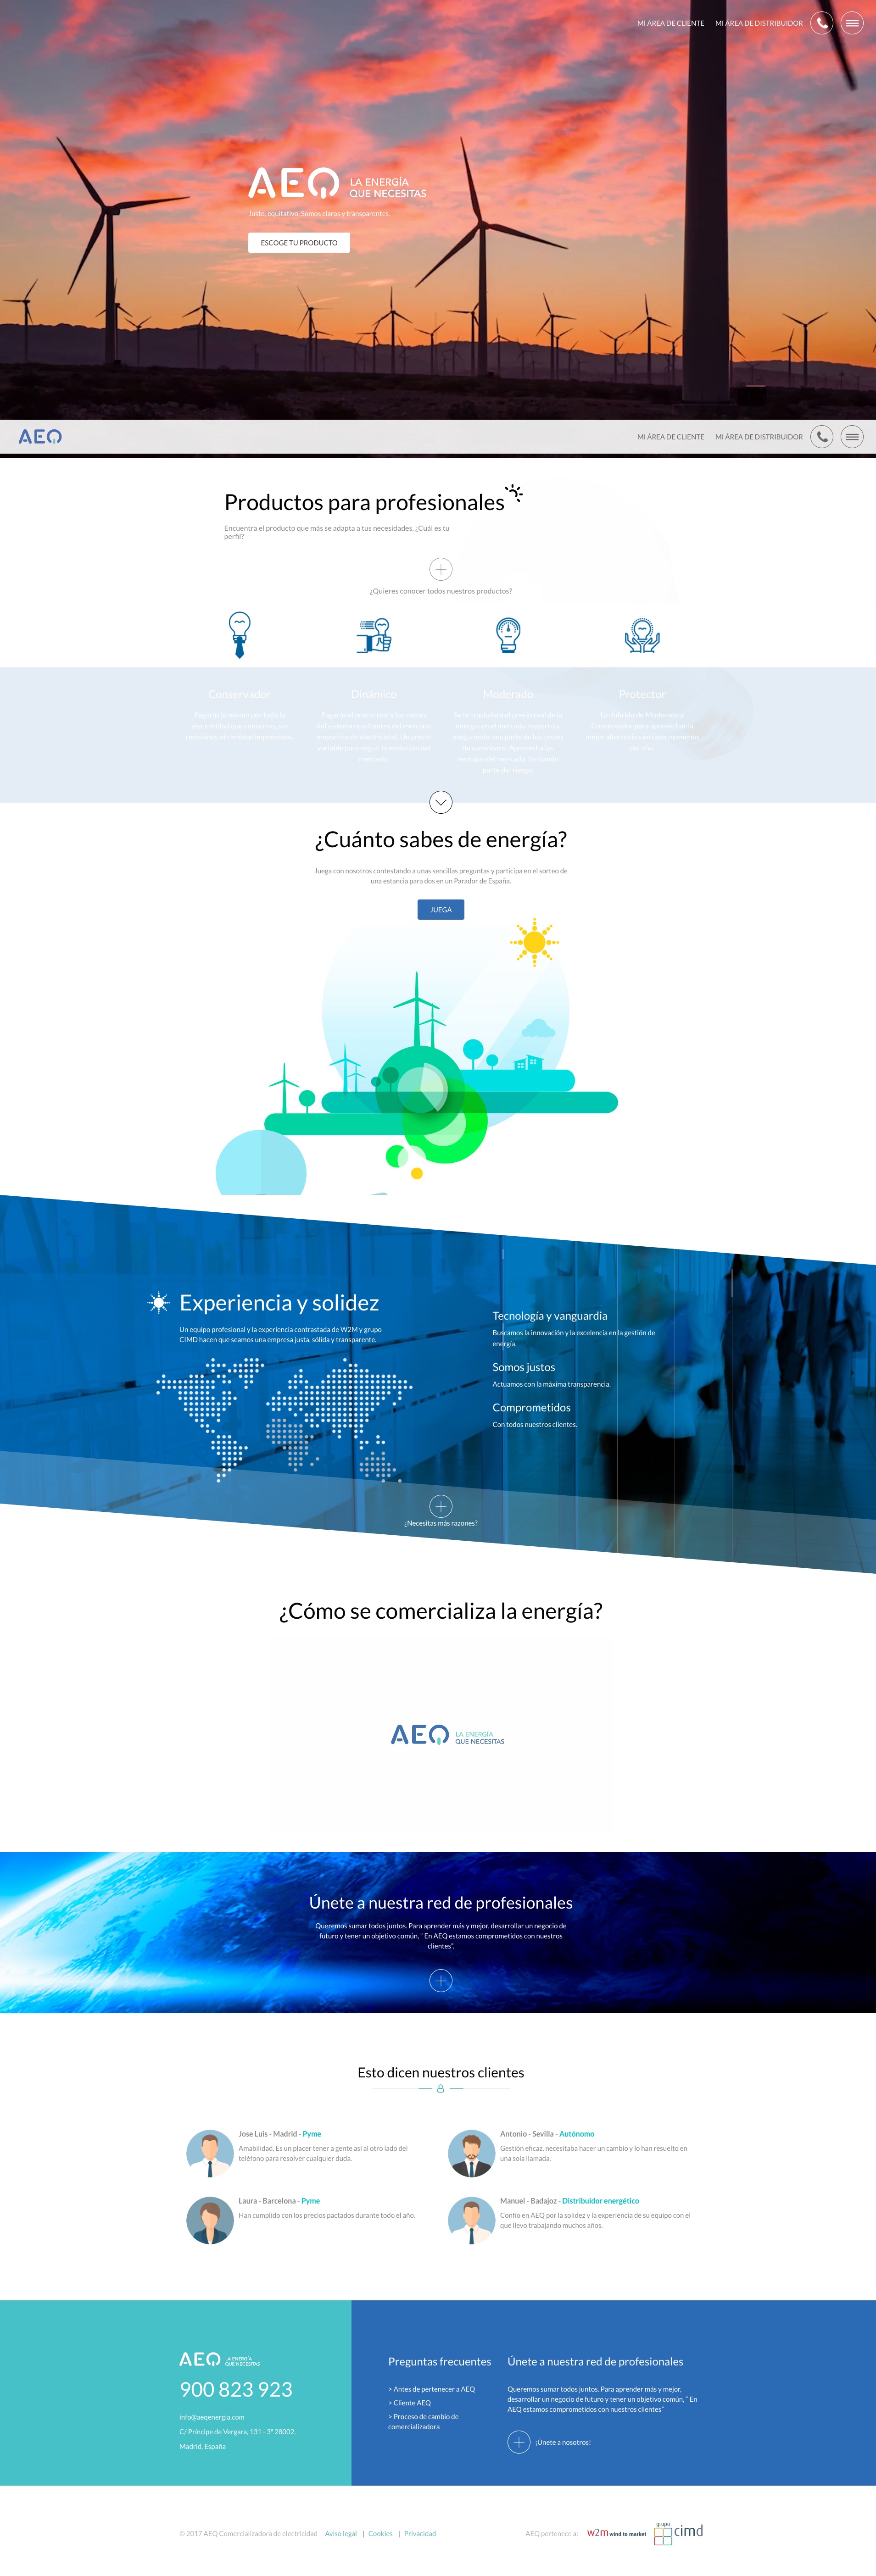 MI ÁREA DE CLIENTE MI ÁREA DE DISTRIBUIDOR
AEQ LA ENERGÍA
QUE NECESITAS
Justo, equitativo. Somos claros y transparentes.
ESCOGE TU PRODUCTO
AEQ MI ÁREA DE CLIENTE MI ÁREA DE DISTRIBUIDOR
Productos para profesionales
Encuentra el producto que más se adapta a tus necesidades. ¿Cuál es tu
perfil?
¿Quieres conocer todos nuestros productos?
Conservador Dinámico Moderado Protector
¿Cuánto sabes de energía?
Juega con nosotros contestando a unas sencillas preguntas y participa en el sorteo de
una estancia para dos en un Parador de España.
JUEGA
Experiencia y solidez
Un equipo profesional y la experiencia contrastada de W2M y grupo
CIMD hacen que seamos una empresa justa, sólida y transparente.
Tecnología y vanguardia
Buscamos la innovación y la excelencia en la gestión de
energía.
Somos justos
Actuamos con la máxima transparencia.
Comprometidos
Con todos nuestros clientes.
¿Necesitas más razones?
¿Cómo se comercializa la energía?
AEQ LA ENERGÍA
QUE NECESITAS
Únete a nuestra red de profesionales
Queremos sumar todos juntos. Para aprender más y mejor, desarrollar un negocio de
futuro y tener un objetivo común, " En AEQ estamos comprometidos con nuestros
clientes".
Esto dicen nuestros clientes
Jose Luis - Madrid - Pyme
Amabilidad. Es un placer tener a gente así al otro lado del
teléfono para resolver cualquier duda.
Antonio - Sevilla - Autónomo
Gestión eficaz, necesitaba hacer un cambio y lo han resuelto en
una sola llamada.
Laura - Barcelona - Pyme
Han cumplido con los precios pactados durante todo el año.
Manuel - Badajoz - Distribuidor energético
Confío en AEQ por la solidez y la experiencia de su equipo con el
que llevo trabajando muchos años.
AEQ LA ENERGÍA
QUE NECESITAS
900 823 923
info@aeqenergia.com
C/ Príncipe de Vergara, 131 - 3ª 28002.
Madrid. España
Preguntas frecuentes
> Antes de pertenecer a AEQ
> Cliente AEQ
> Proceso de cambio de
comercializadora
Únete a nuestra red de profesionales
Queremos sumar todos juntos. Para aprender más y mejor,
desarrollar un negocio de futuro y tener un objetivo común, " En
AEQ estamos comprometidos con nuestros clientes"
¡Únete a nosotros!
© 2017 AEQ Comercializadora de electricidad Aviso legal | Cookies | Privacidad
AEQ pertenece a: w2m wind to market grupo cimd